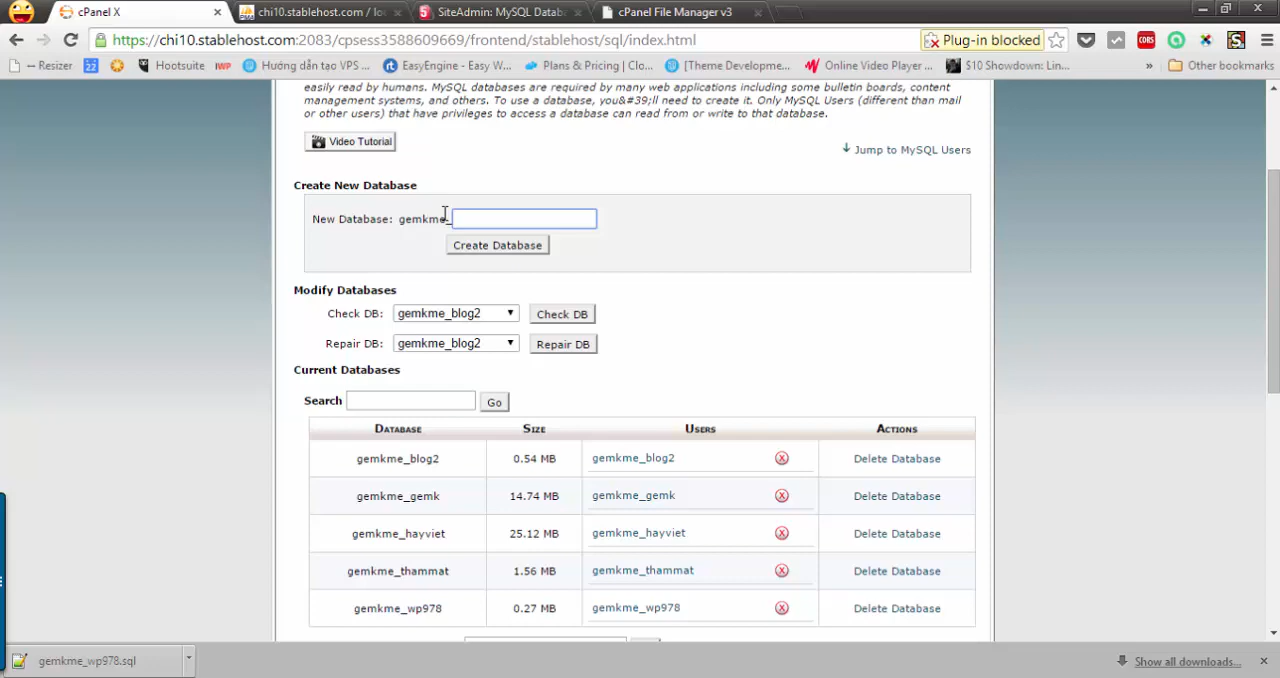 cPanel X
chi10.stablehost.com / lo
SiteAdmin: MySQL Datab
cPanel File Manager v3
https://chi10.stablehost.com:2083/cpsess3588609669/frontend/stablehost/sql/index.html
Plug-in blocked
-- Resizer
22
Hootsuite
IWP
Hướng dẫn tạo VPS ...
EasyEngine - Easy W...
Plans & Pricing | Clo...
[Theme Developme...
Online Video Player ...
$10 Showdown: Lin...
»
Other bookmarks
easily read by humans. MySQL databases are required by many web applications including some bulletin boards, content
management systems, and others. To use a database, you&#39;ll need to create it. Only MySQL Users (different than mail
or other users) that have privileges to access a database can read from or write to that database.
Video Tutorial
Jump to MySQL Users
Create New Database
New Database: gemkme_
Create Database
Modify Databases
Check DB: gemkme_blog2 Check DB
Repair DB: gemkme_blog2 Repair DB
Current Databases
Search Go
DATABASE SIZE USERS ACTIONS
gemkme_blog2 0.54 MB gemkme_blog2 Delete Database
gemkme_gemk 14.74 MB gemkme_gemk Delete Database
gemkme_hayviet 25.12 MB gemkme_hayviet Delete Database
gemkme_thammat 1.56 MB gemkme_thammat Delete Database
gemkme_wp978 0.27 MB gemkme_wp978 Delete Database
gemkme_wp978.sql
Show all downloads...